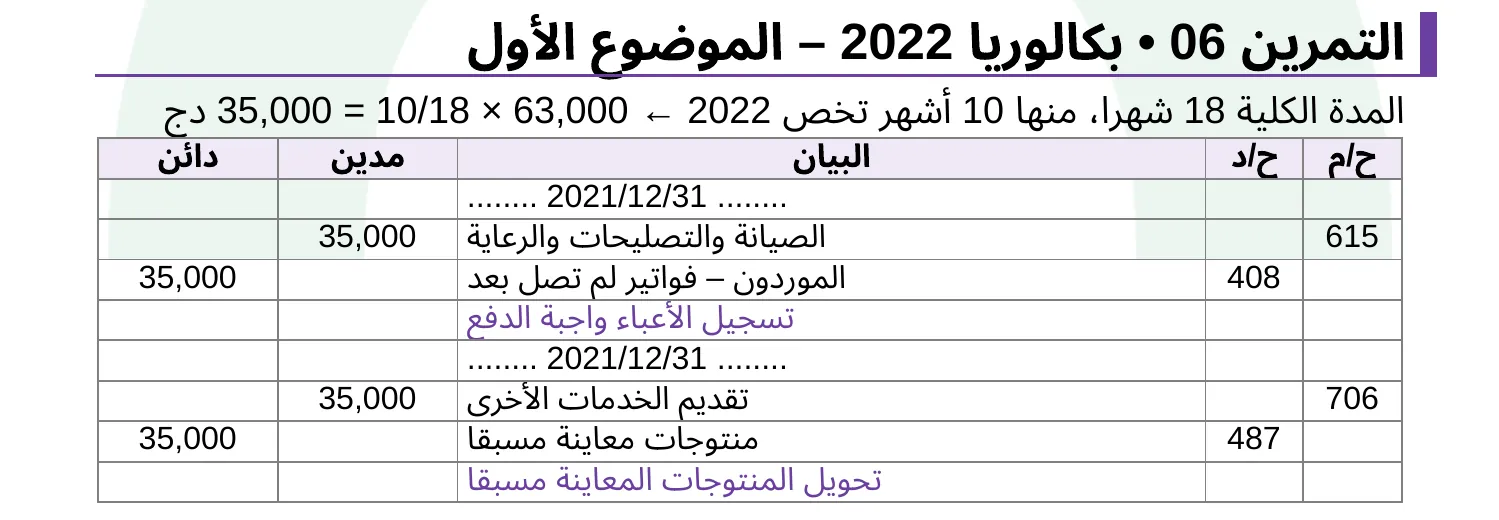 التمرين 06 • بكالوريا 2022 – الموضوع الأول
المدة الكلية 18 شهرا، منها 10 أشهر تخص 2022 ← 63,000 × 10/18 = 35,000 دج
ح/م ح/د البيان مدين دائن
........ 2021/12/31 ........
615 الصيانة والتصليحات والرعاية 35,000
408 الموردون – فواتير لم تصل بعد 35,000
تسجيل الأعباء واجبة الدفع
........ 2021/12/31 ........
706 تقديم الخدمات الأخرى 35,000
487 منتوجات معاينة مسبقا 35,000
تحويل المنتوجات المعاينة مسبقا